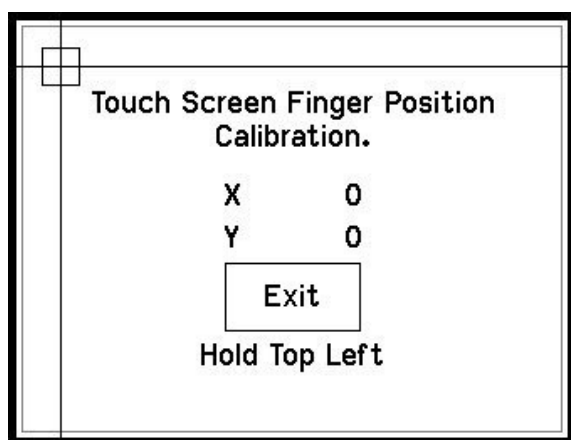 Touch Screen Finger Position
Calibration.
X 0
Y 0
Exit
Hold Top Left